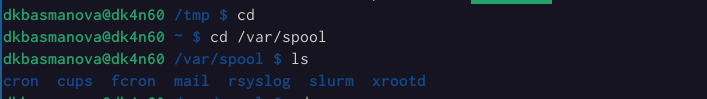 dkbasmanova@dk4n60 /tmp $ cd
dkbasmanova@dk4n60 ~ $ cd /var/spool
dkbasmanova@dk4n60 /var/spool $ ls
cron cups fcron mail rsyslog slurm xrootd